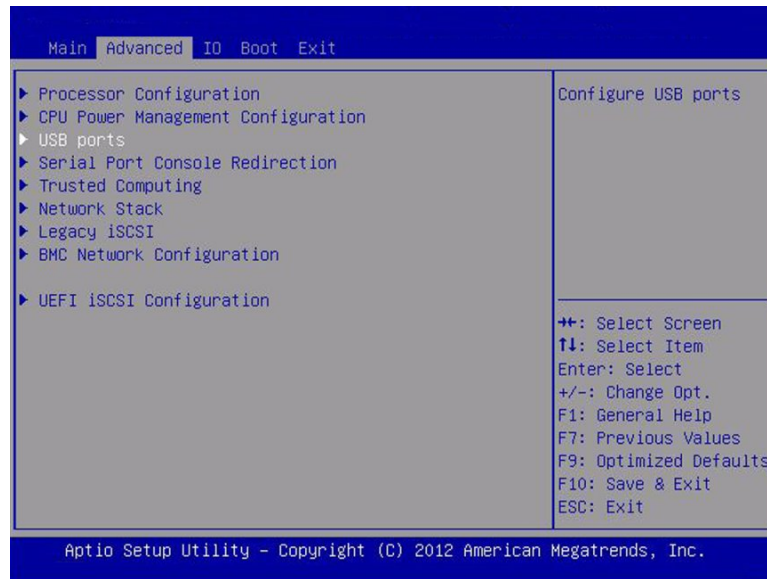 Main Advanced IO Boot Exit
Processor Configuration
CPU Power Management Configuration
USB ports
Serial Port Console Redirection
Trusted Computing
Network Stack
Legacy iSCSI
BMC Network Configuration
UEFI iSCSI Configuration
Configure USB ports
→←: Select Screen
↑↓: Select Item
Enter: Select
+/-: Change Opt.
F1: General Help
F7: Previous Values
F9: Optimized Defaults
F10: Save & Exit
ESC: Exit
Aptio Setup Utility - Copyright (C) 2012 American Megatrends, Inc.